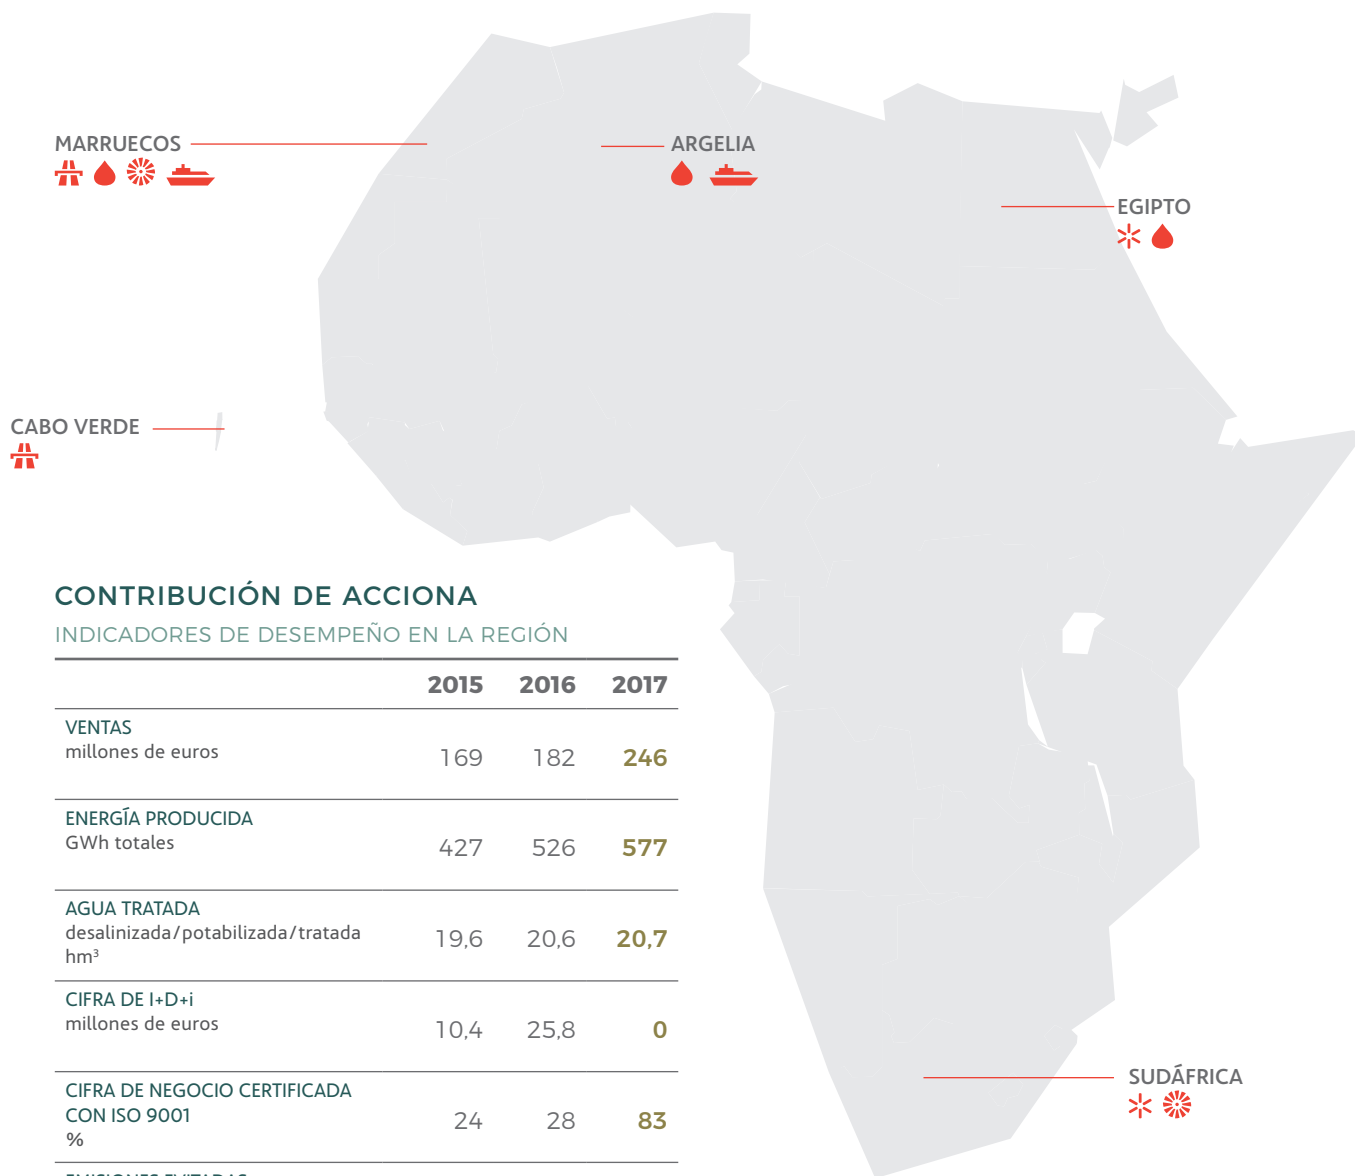 MARRUECOS
ARGELIA
EGIPTO
CABO VERDE
CONTRIBUCIÓN DE ACCIONA
INDICADORES DE DESEMPEÑO EN LA REGIÓN
2015 2016 2017
VENTAS
millones de euros
169 182 246
ENERGÍA PRODUCIDA
GWh totales
427 526 577
AGUA TRATADA
desalinizada/potabilizada/tratada
hm³
19,6 20,6 20,7
CIFRA DE I+D+i
millones de euros
10,4 25,8 0
CIFRA DE NEGOCIO CERTIFICADA
CON ISO 9001
%
24 28 83
SUDÁFRICA